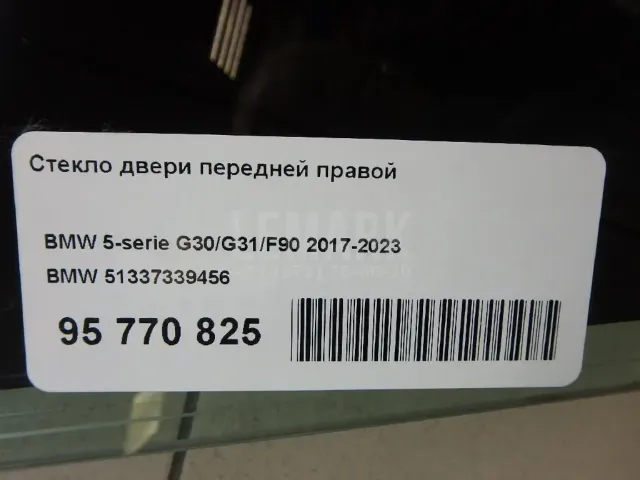 Стекло двери передней правой
BMW 5-serie G30/G31/F90 2017-2023
BMW 51337339456
95 770 825